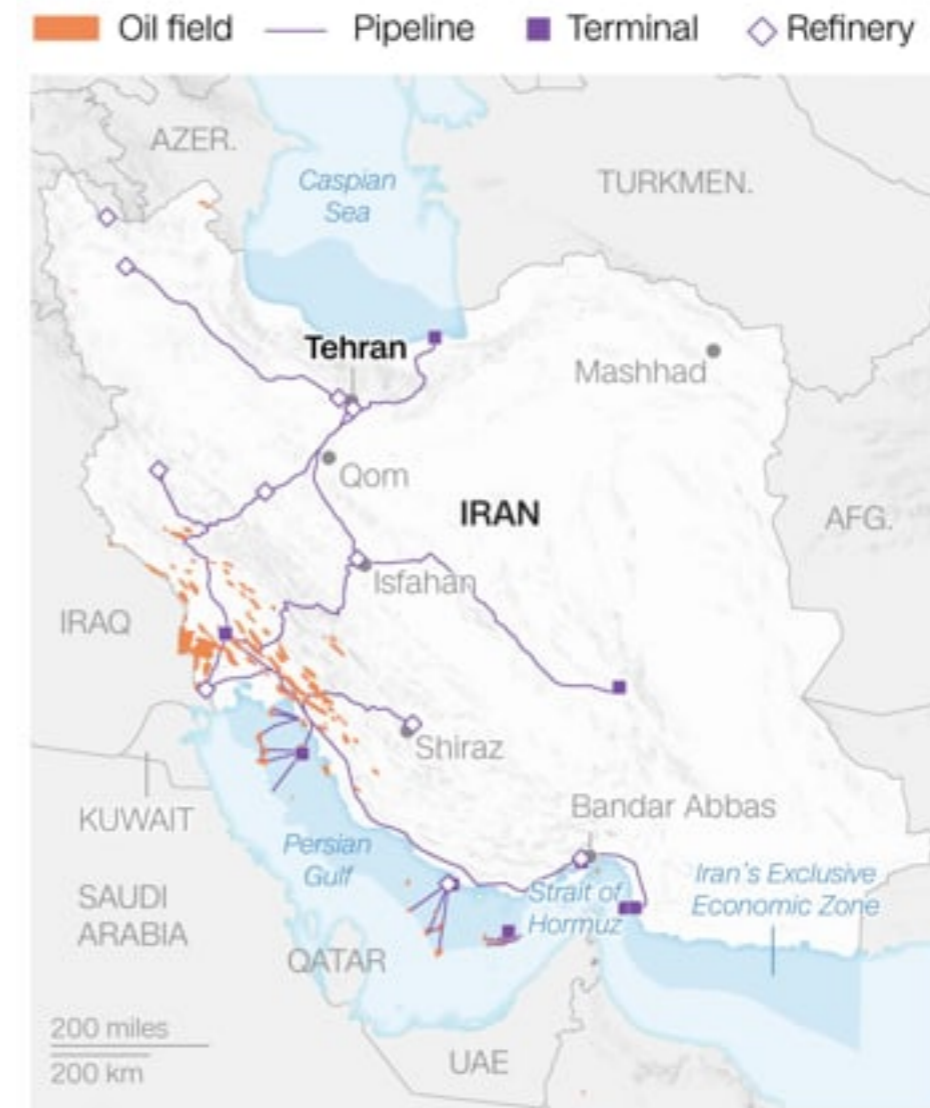 Oil field Pipeline Terminal Refinery
AZER.
Caspian
Sea
TURKMEN.
Tehran
Mashhad
Qom
IRAN
AFG.
Isfahan
IRAQ
Shiraz
KUWAIT
Bandar Abbas
Persian
Gulf
Strait of
Hormuz
Iran's Exclusive
Economic Zone
SAUDI
ARABIA
QATAR
200 miles
200 km
UAE